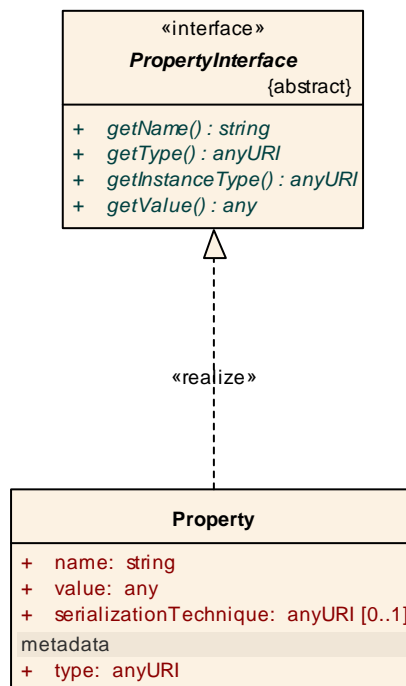 «interface»
PropertyInterface
{abstract}
+ getName() : string
+ getType() : anyURI
+ getInstanceType() : anyURI
+ getValue() : any
«realize»
Property
+ name: string
+ value: any
+ serializationTechnique: anyURI [0..1]
metadata
+ type: anyURI